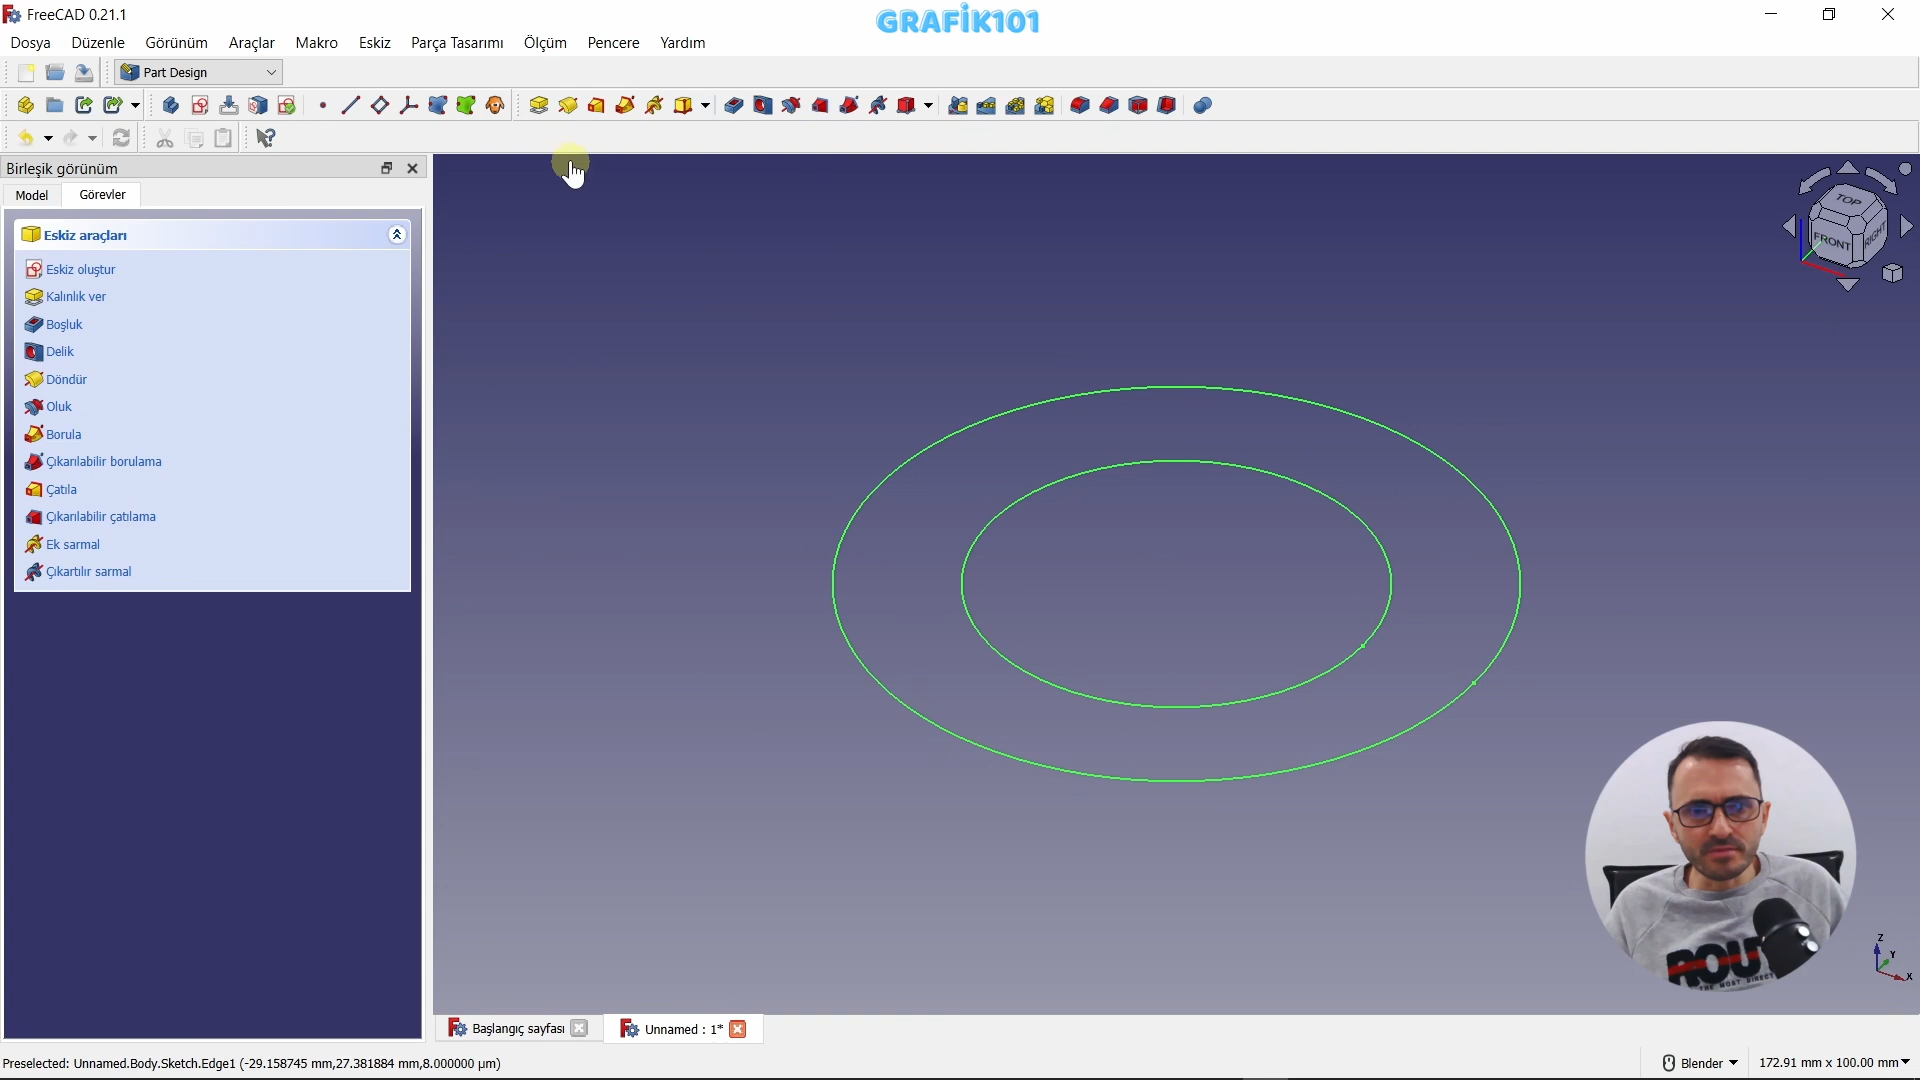 FreeCAD 0.21.1
GRAFİK101
Dosya Düzenle Görünüm Araçlar Makro Eskiz Parça Tasarımı Ölçüm Pencere Yardım
Part Design
Birleşik görünüm
Model Görevler
Eskiz araçları
Eskiz oluştur
Kalınlık ver
Boşluk
Delik
Döndür
Oluk
Borula
Çıkarılabilir borulama
Çatıla
Çıkarılabilir çatılama
Ek sarmal
Çıkartılır sarmal
TOP
FRONT
RIGHT
Z
Y
X
Başlangıç sayfası
Unnamed : 1*
Preselected: Unnamed.Body.Sketch.Edge1 (-29.158745 mm,27.381884 mm,8.000000 µm)
Blender
172.91 mm x 100.00 mm